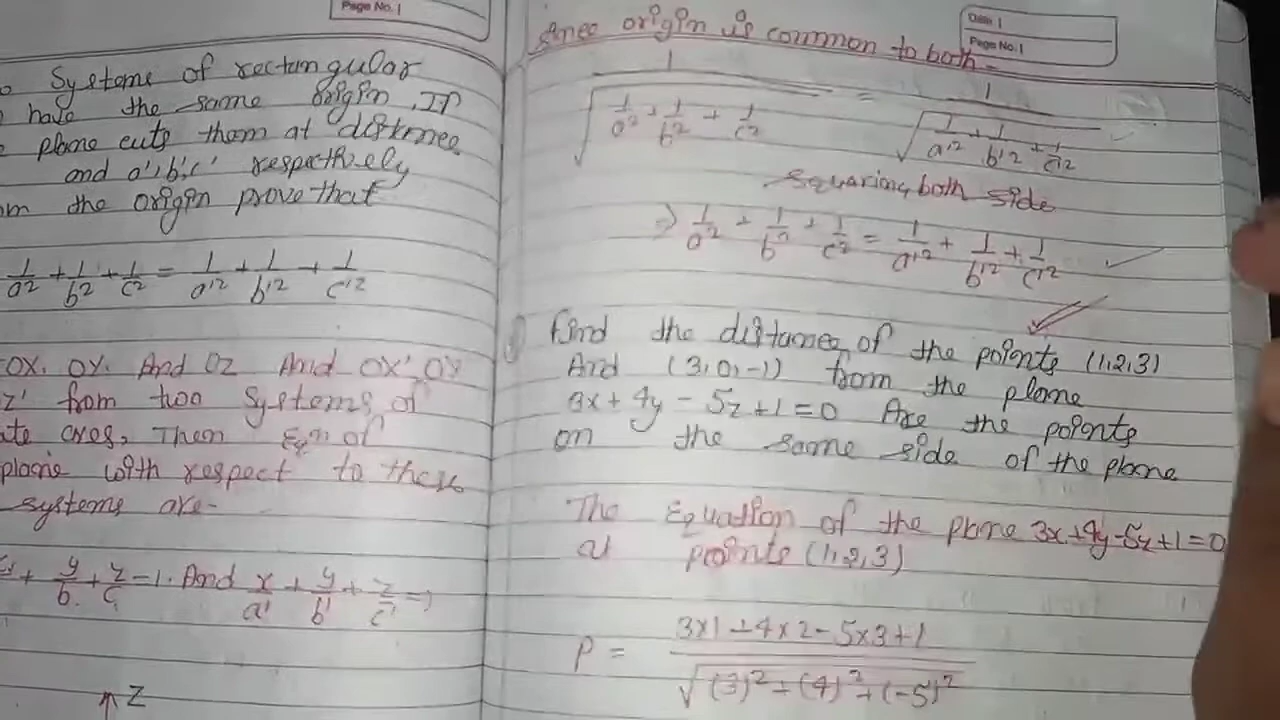 Page No. |
Systems of rectangular
have the same origin. If
plane cuts them at distance
and a', b', c' respectively
the origin prove that
1/a² + 1/b² + 1/c² = 1/a'² + 1/b'² + 1/c'²
OX. OY. And OZ And OX', OY
z' from two Systems of
axes, Then Eqn of
plane with respect to these
systems are-
+ y/b + z/c = 1. And x/a' + y/b' + z/c' =
Z
Date |
Page No. |
Since origin is common to both -
1/√(1/a² + 1/b² + 1/c²) = 1/√(1/a'² + 1/b'² + 1/c'²)
squaring both side
⇒ 1/a² + 1/b² + 1/c² = 1/a'² + 1/b'² + 1/c'²
Find the distance of the points (1,2,3)
And (3,0,-1) from the plane
3x + 4y - 5z + 1 = 0 Are the points
on the same side of the plane
The Equation of the plane 3x+4y-5z+1=0
at points (1,2,3)
P = (3×1 + 4×2 - 5×3 + 1)/√((3)² + (4)² + (-5)²)